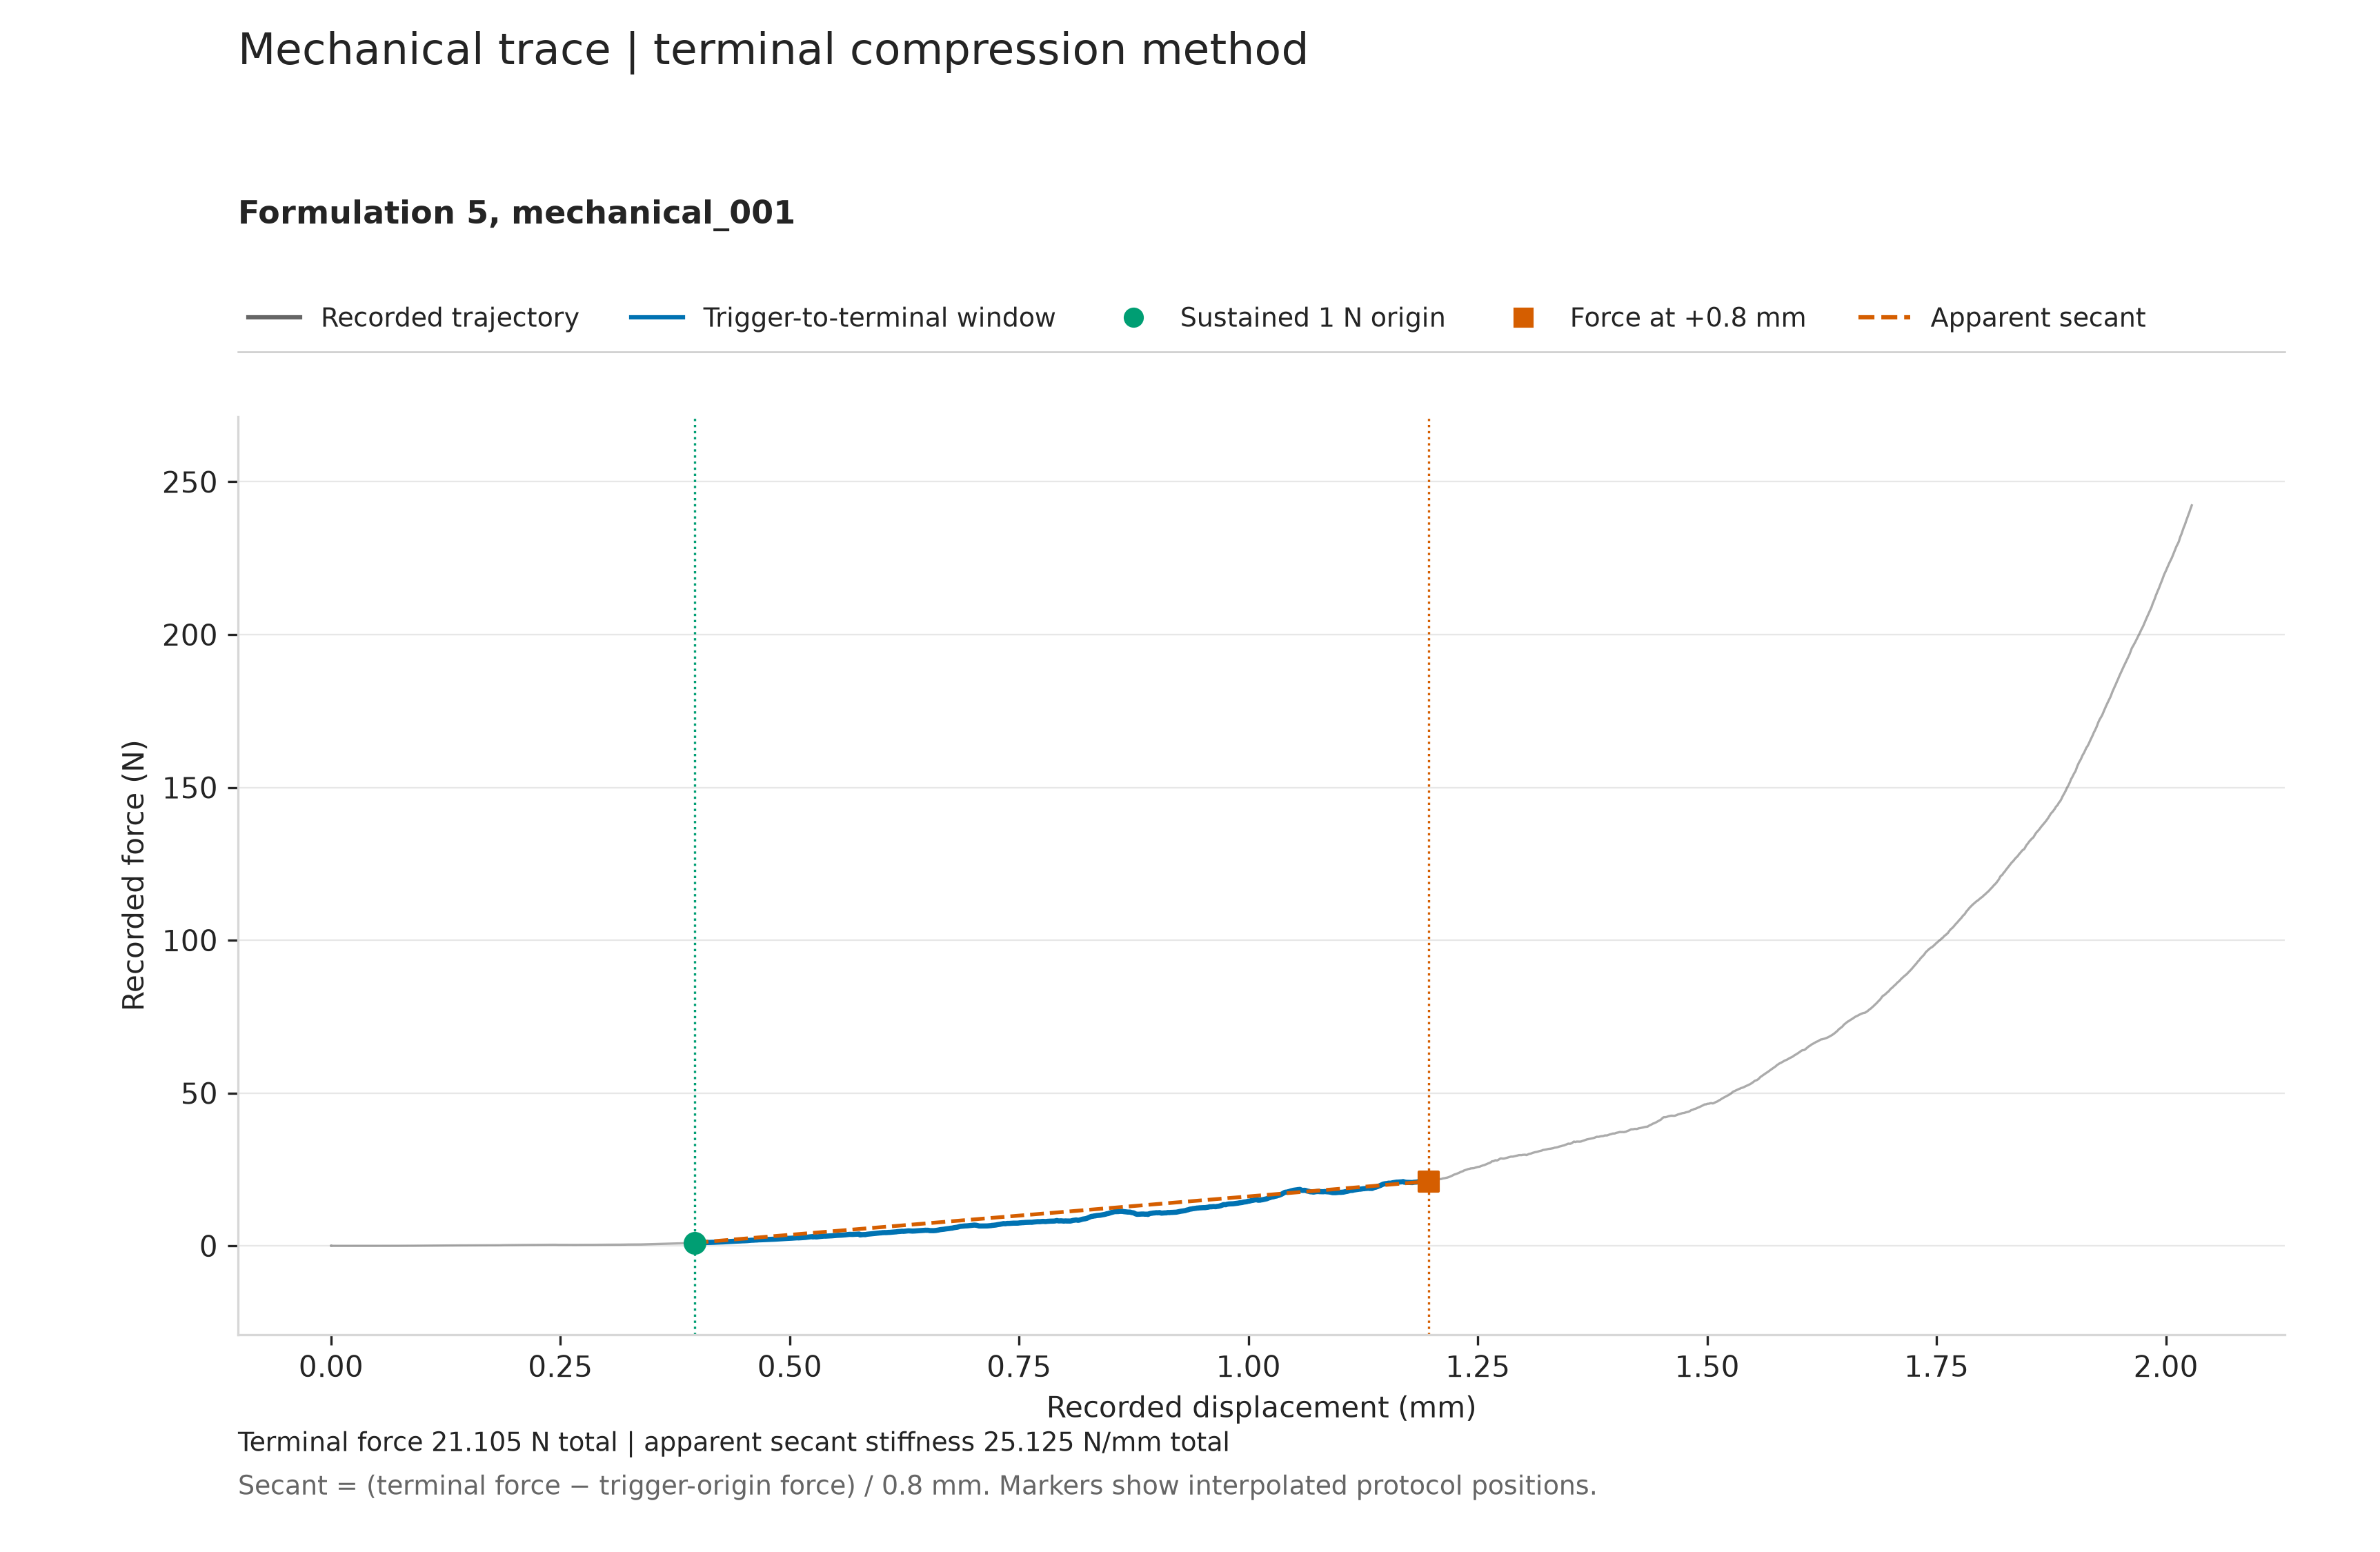 Mechanical trace | terminal compression method
Formulation 5, mechanical_001
Recorded trajectory
Trigger-to-terminal window
Sustained 1 N origin
Force at +0.8 mm
Apparent secant
250
200
150
100
50
0
Recorded force (N)
0.00
0.25
0.50
0.75
1.00
1.25
1.50
1.75
2.00
Recorded displacement (mm)
Terminal force 21.105 N total | apparent secant stiffness 25.125 N/mm total
Secant = (terminal force − trigger-origin force) / 0.8 mm. Markers show interpolated protocol positions.